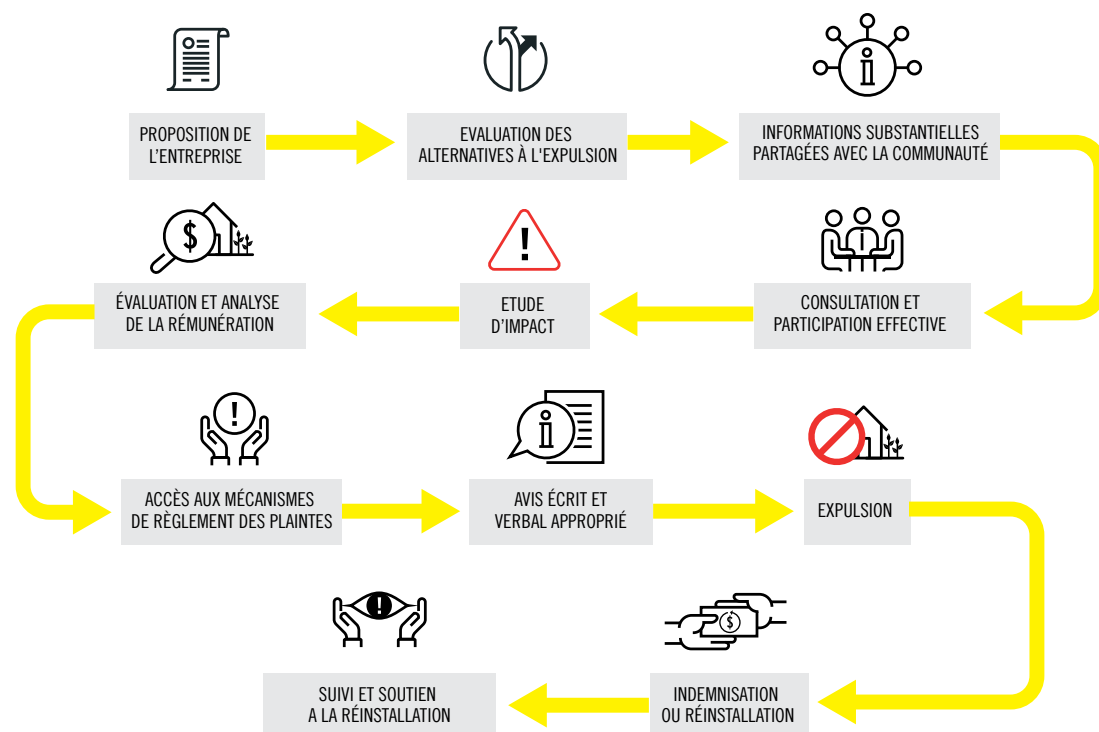 PROPOSITION DE
L'ENTREPRISE
EVALUATION DES
ALTERNATIVES À L'EXPULSION
INFORMATIONS SUBSTANTIELLES
PARTAGÉES AVEC LA COMMUNAUTÉ
CONSULTATION ET
PARTICIPATION EFFECTIVE
ETUDE
D'IMPACT
ÉVALUATION ET ANALYSE
DE LA RÉMUNÉRATION
ACCÈS AUX MÉCANISMES
DE RÈGLEMENT DES PLAINTES
AVIS ÉCRIT ET
VERBAL APPROPRIÉ
EXPULSION
INDEMNISATION
OU RÉINSTALLATION
SUIVI ET SOUTIEN
A LA RÉINSTALLATION